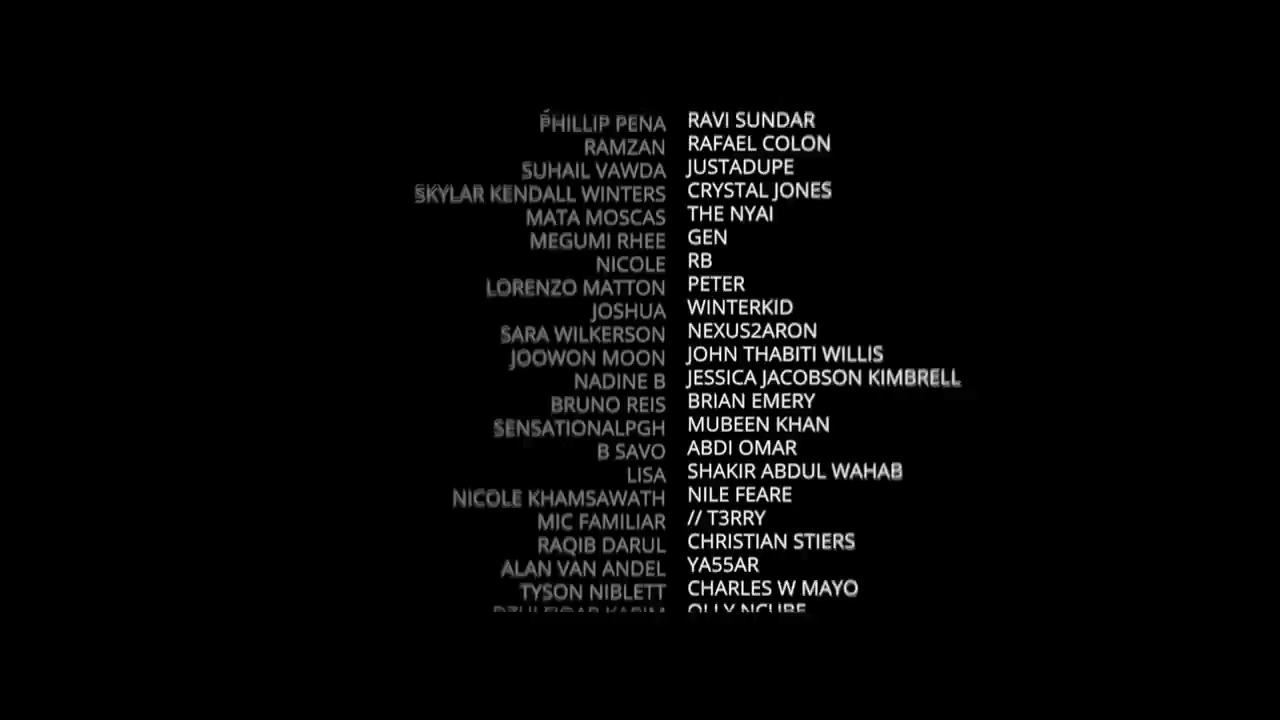 PHILLIP PENA RAVI SUNDAR
RAMZAN RAFAEL COLON
SUHAIL VAWDA JUSTADUPE
SKYLAR KENDALL WINTERS CRYSTAL JONES
MATA MOSCAS THE NYAI
MEGUMI RHEE GEN
NICOLE RB
LORENZO MATTON PETER
JOSHUA WINTERKID
SARA WILKERSON NEXUS2ARON
JOOWON MOON JOHN THABITI WILLIS
NADINE B JESSICA JACOBSON KIMBRELL
BRUNO REIS BRIAN EMERY
SENSATIONALPGH MUBEEN KHAN
B SAVO ABDI OMAR
LISA SHAKIR ABDUL WAHAB
NICOLE KHAMSAWATH NILE FEARE
MIC FAMILIAR // T3RRY
RAQIB DARUL CHRISTIAN STIERS
ALAN VAN ANDEL YA55AR
TYSON NIBLETT CHARLES W MAYO
OLLY NCUBE